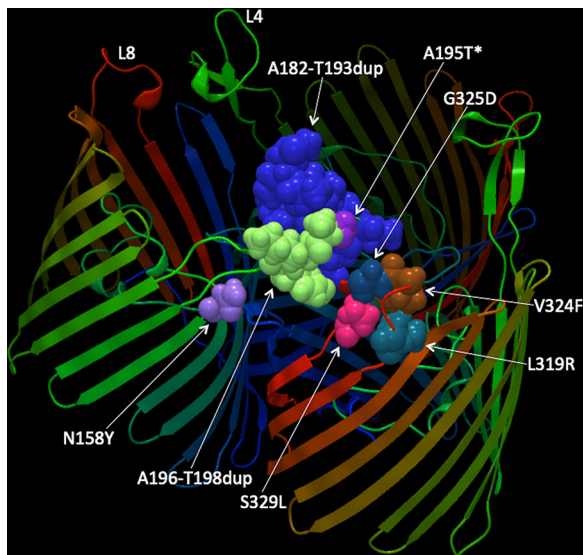 L4
L8
A195T*
A182-T193dup
G325D
V324F
L319R
N158Y
A196-T198dup
S329L